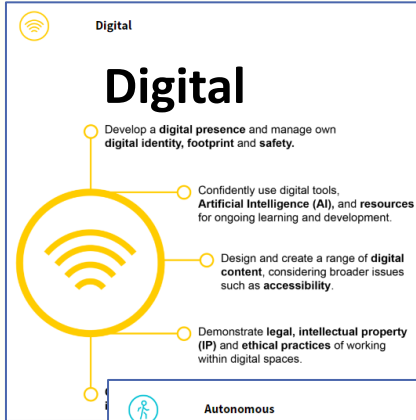 Digital
Digital
Develop a digital presence and manage own
digital identity, footprint and safety.
Confidently use digital tools,
Artificial Intelligence (AI), and resources
for ongoing learning and development.
Design and create a range of digital
content, considering broader issues
such as accessibility.
Demonstrate legal, intellectual property
(IP) and ethical practices of working
within digital spaces.
Autonomous